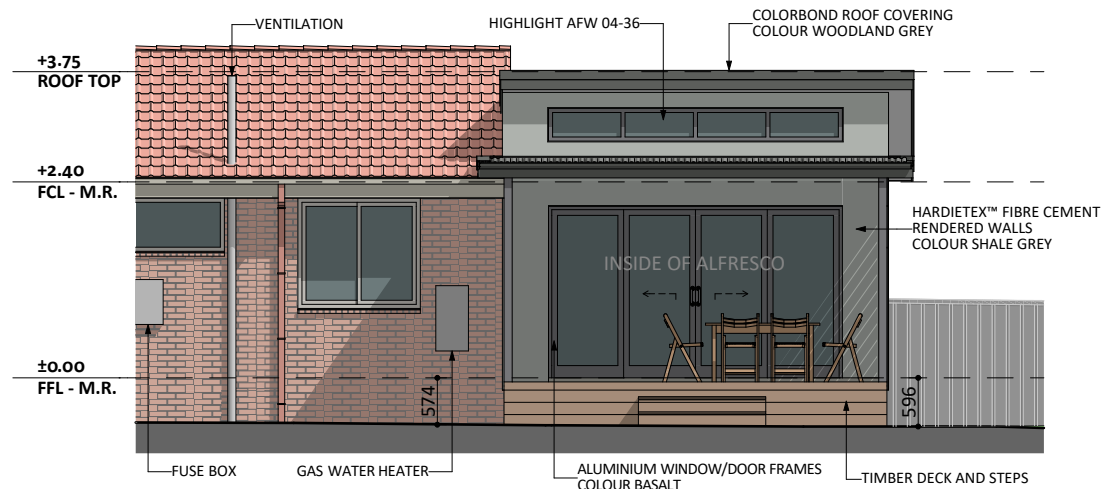 VENTILATION
HIGHLIGHT AFW 04-36
COLORBOND ROOF COVERING
COLOUR WOODLAND GREY
+3.75
ROOF TOP
+2.40
FCL - M.R.
HARDIETEX™ FIBRE CEMENT
RENDERED WALLS
COLOUR SHALE GREY
INSIDE OF ALFRESCO
±0.00
FFL - M.R.
574
596
FUSE BOX
GAS WATER HEATER
ALUMINIUM WINDOW/DOOR FRAMES
COLOUR BASALT
TIMBER DECK AND STEPS